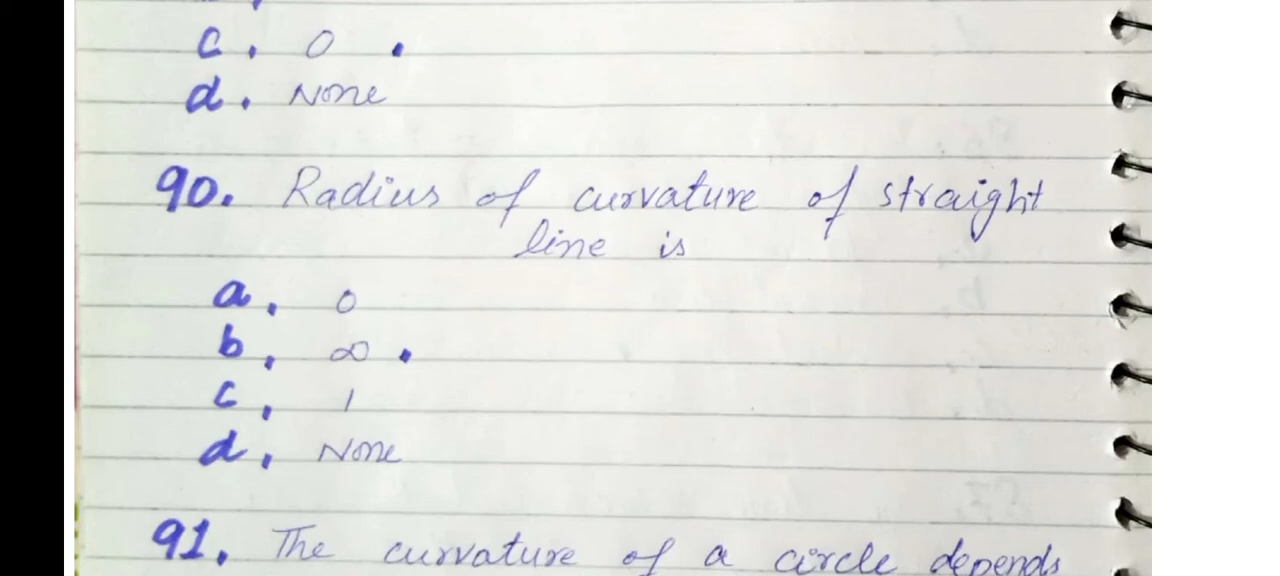 c. 0 .
d. None
90. Radius of curvature of straight
line is
a. 0
b. ∞ .
c. 1
d. None
91. The curvature of a circle depends